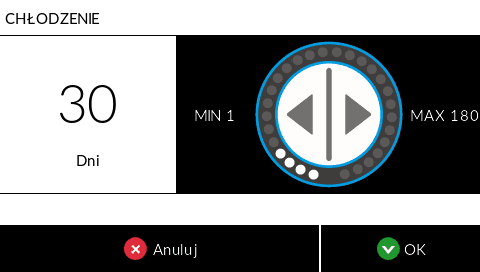 CHŁODZENIE
30
Dni
MIN 1
MAX 180
Anuluj
OK